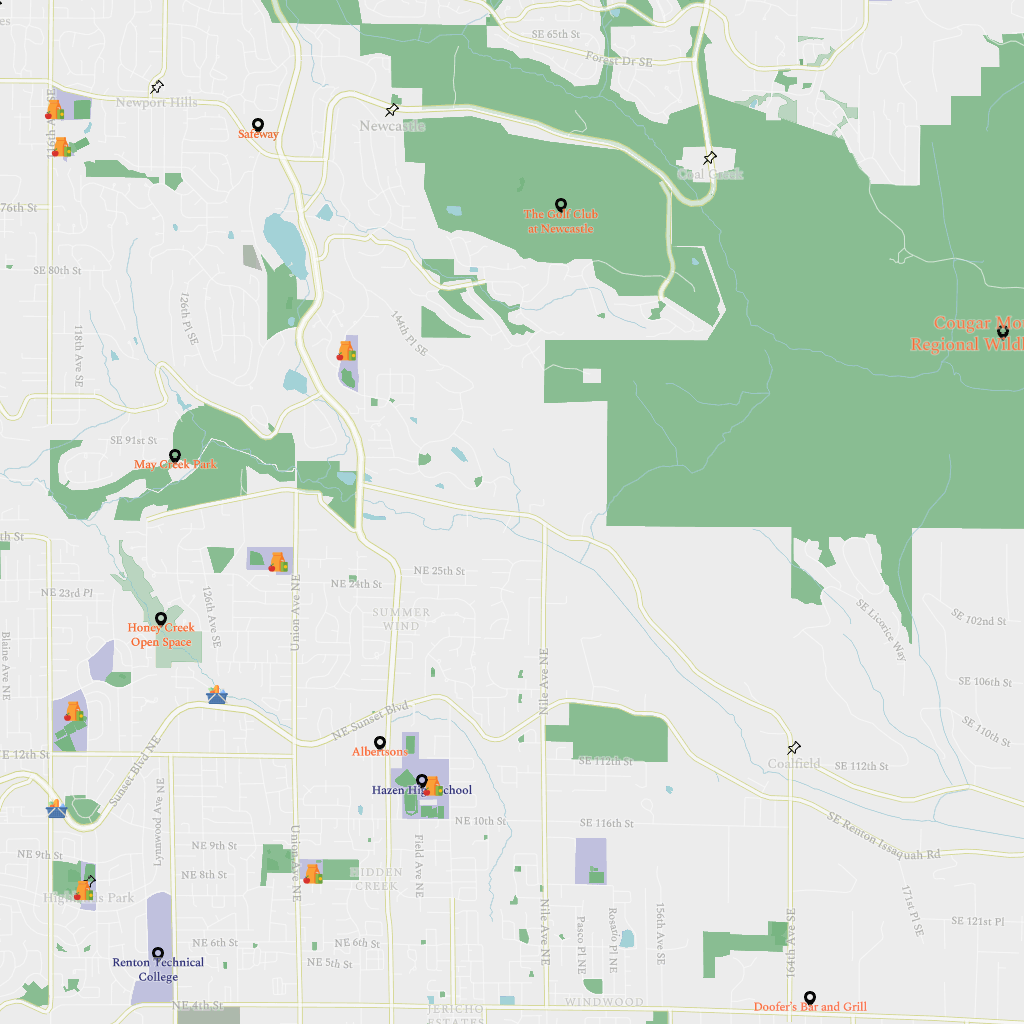 SE 65th St
Forest Dr SE
Newport Hills
Newcastle
Safeway
116th Ave SE
Coal Creek
76th St
The Golf Club
at Newcastle
SE 80th St
126th Pl SE
144th Pl SE
118th Ave SE
Cougar Mo
Regional Wildl
SE 91st St
May Creek Park
th St
NE 25th St
NE 24th St
NE 23rd Pl
Union Ave NE
126th Ave SE
SUMMER
WIND
Honey Creek
Open Space
Blaine Ave NE
Nile Ave NE
SE Licorice Way
SE 102nd St
SE 106th St
SE 110th St
NE Sunset Blvd
Albertsons
NE 12th St
Sunset Blvd NE
SE 112th St
Coalfield
SE 112th St
Hazen High School
Lynnwood Ave NE
NE 10th St
SE 116th St
SE Renton Issaquah Rd
NE 9th St
NE 9th St
Union Ave NE
Field Ave NE
NE 8th St
HIDDEN
CREEK
Highlands Park
Nile Ave NE
Pasco Pl NE
Rosario Pl NE
156th Ave SE
164th Ave SE
171st Pl SE
SE 121st Pl
NE 6th St
NE 6th St
NE 5th St
Renton Technical
College
NE 4th St
JERICHO
ESTATES
WINDWOOD
Doofer's Bar and Grill